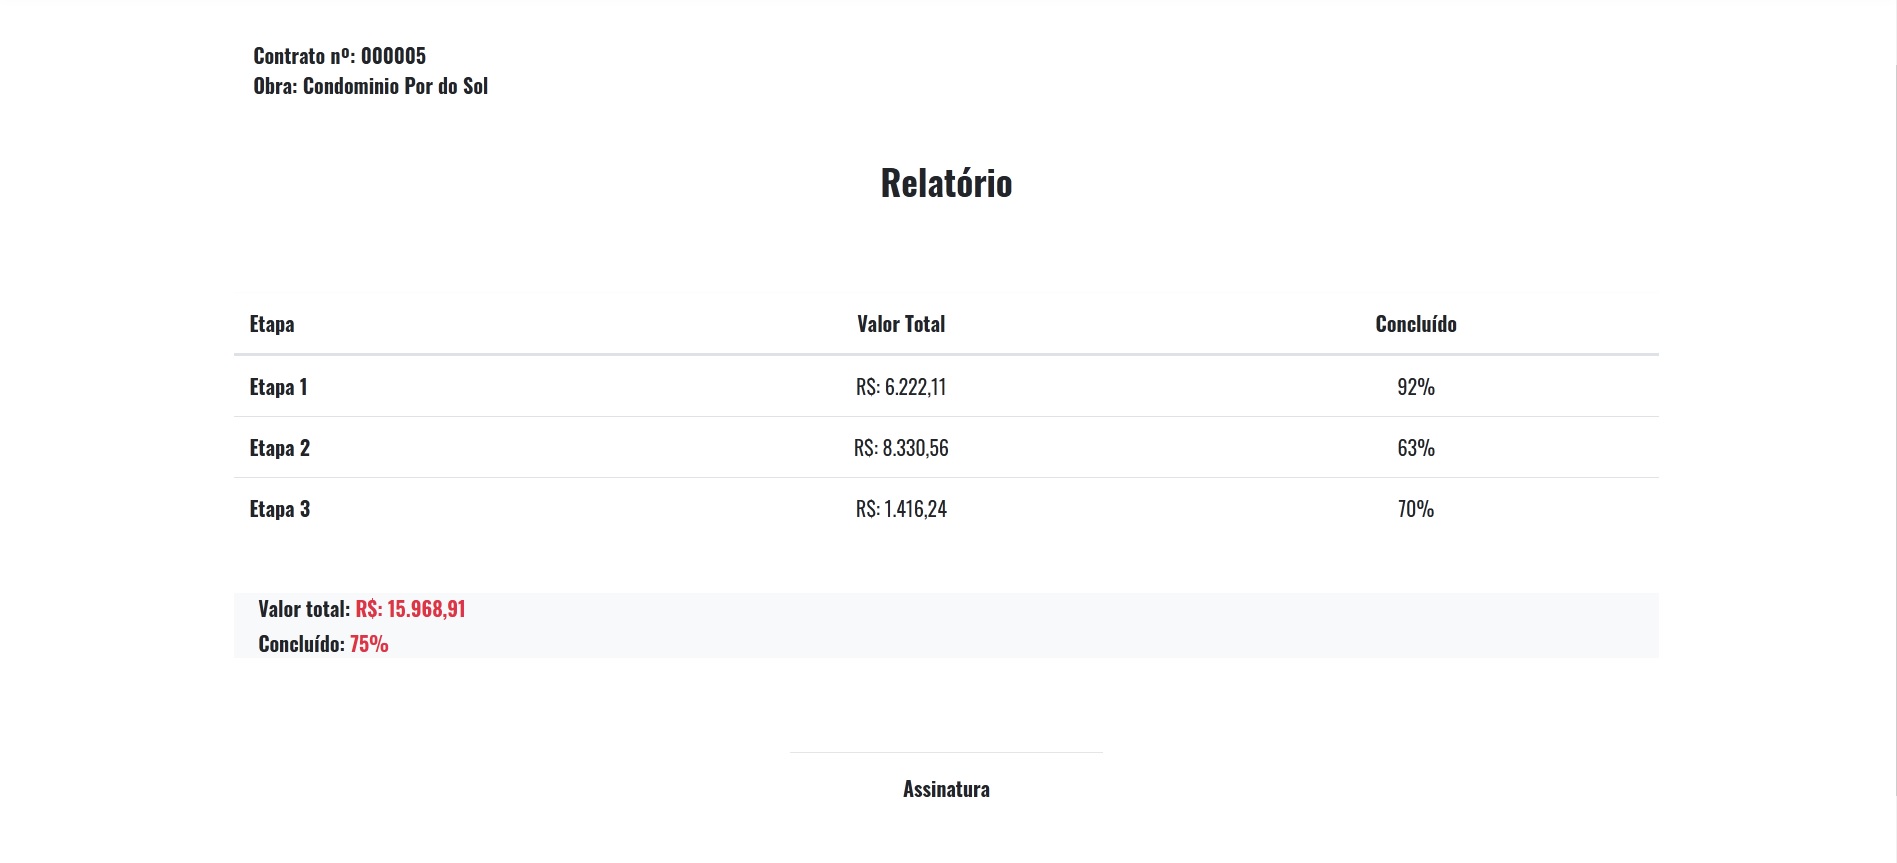 Contrato nº: 000005
Obra: Condominio Por do Sol
Relatório
Etapa Valor Total Concluído
Etapa 1 R$: 6.222,11 92%
Etapa 2 R$: 8.330,56 63%
Etapa 3 R$: 1.416,24 70%
Valor total: R$: 15.968,91
Concluído: 75%
Assinatura